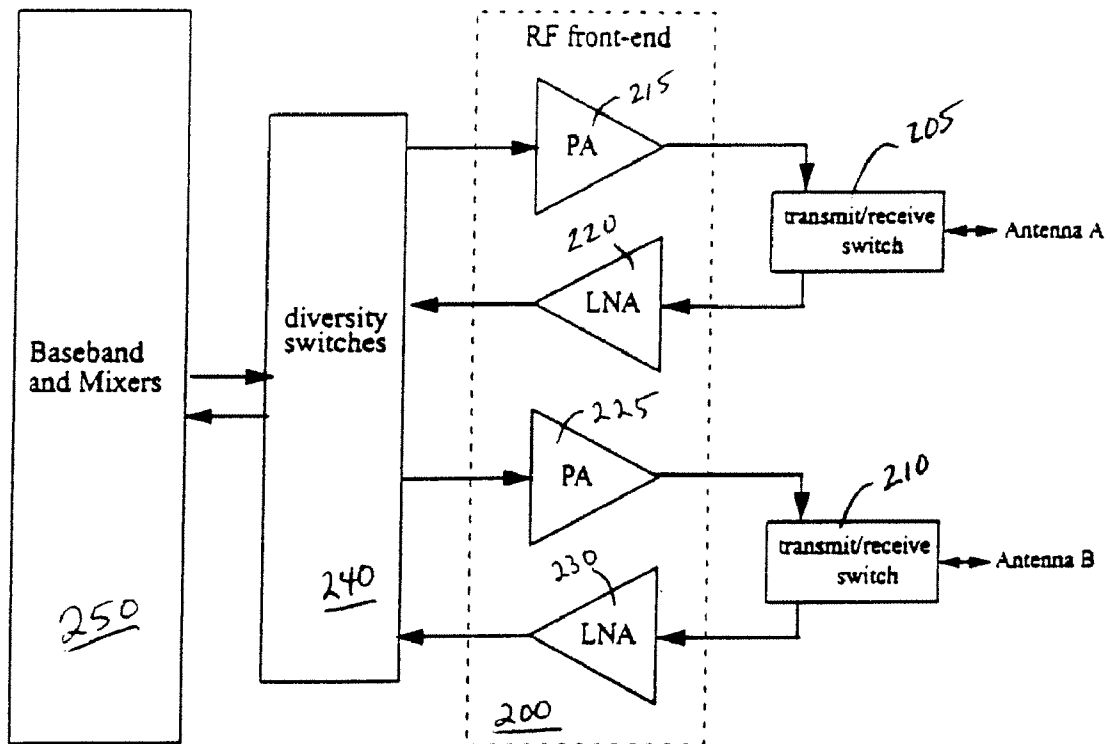 RF front-end
215
PA
205
transmit/receive
switch
Antenna A
220
LNA
diversity
switches
Baseband
and Mixers
225
PA
210
transmit/receive
switch
Antenna B
230
LNA
240
250
200